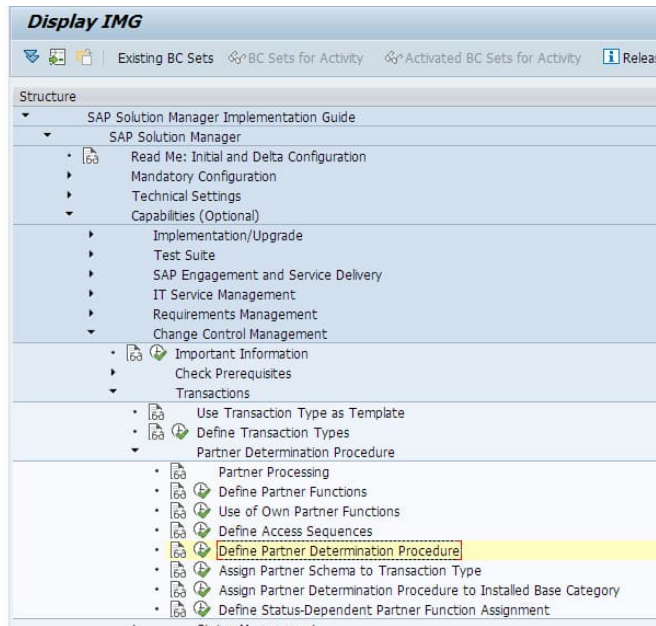 Display IMG
Existing BC Sets BC Sets for Activity Activated BC Sets for Activity Releas
Structure
SAP Solution Manager Implementation Guide
SAP Solution Manager
Read Me: Initial and Delta Configuration
Mandatory Configuration
Technical Settings
Capabilities (Optional)
Implementation/Upgrade
Test Suite
SAP Engagement and Service Delivery
IT Service Management
Requirements Management
Change Control Management
Important Information
Check Prerequisites
Transactions
Use Transaction Type as Template
Define Transaction Types
Partner Determination Procedure
Partner Processing
Define Partner Functions
Use of Own Partner Functions
Define Access Sequences
Define Partner Determination Procedure
Assign Partner Schema to Transaction Type
Assign Partner Determination Procedure to Installed Base Category
Define Status-Dependent Partner Function Assignment